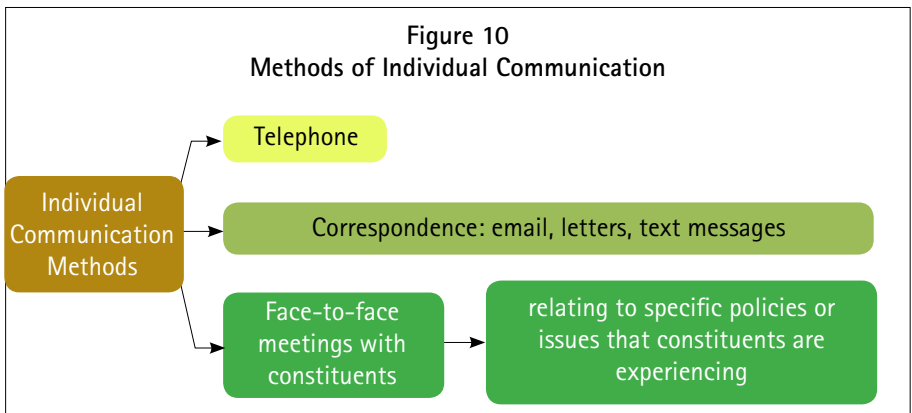 Figure 10
Methods of Individual Communication
Telephone
Individual
Communication
Methods
Correspondence: email, letters, text messages
Face-to-face
meetings with
constituents
relating to specific policies or
issues that constituents are
experiencing